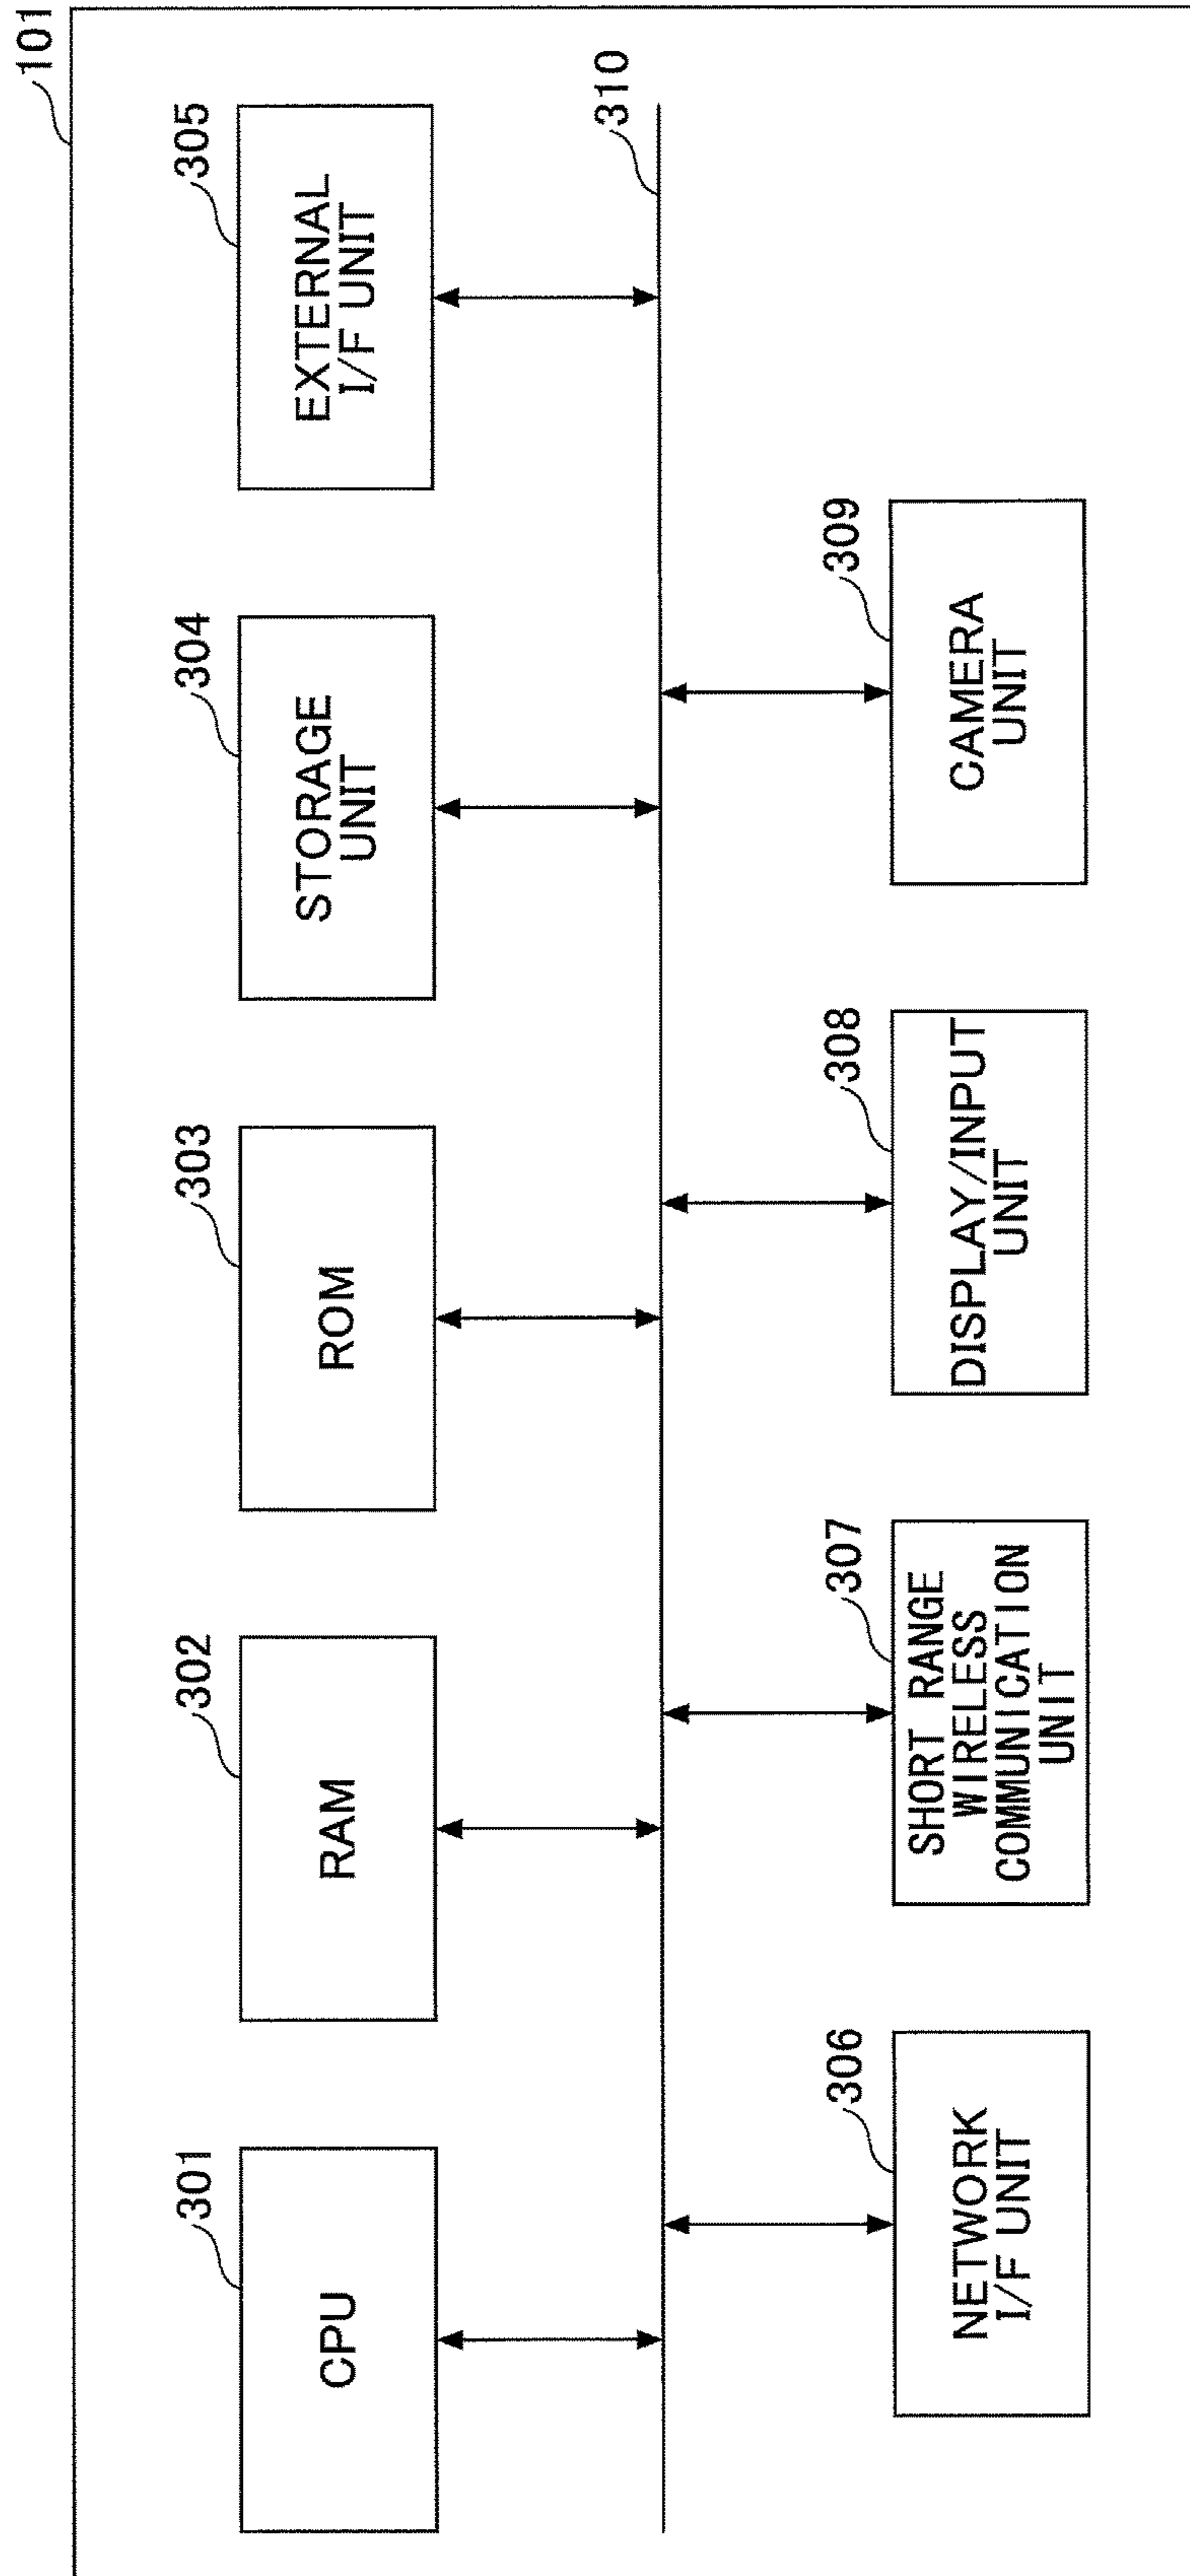 101
301
CPU
302
RAM
303
ROM
304
STORAGE
UNIT
305
EXTERNAL
I/F UNIT
310
306
NETWORK
I/F UNIT
307
SHORT RANGE
WIRELESS
COMMUNICATION
UNIT
308
DISPLAY/INPUT
UNIT
309
CAMERA
UNIT